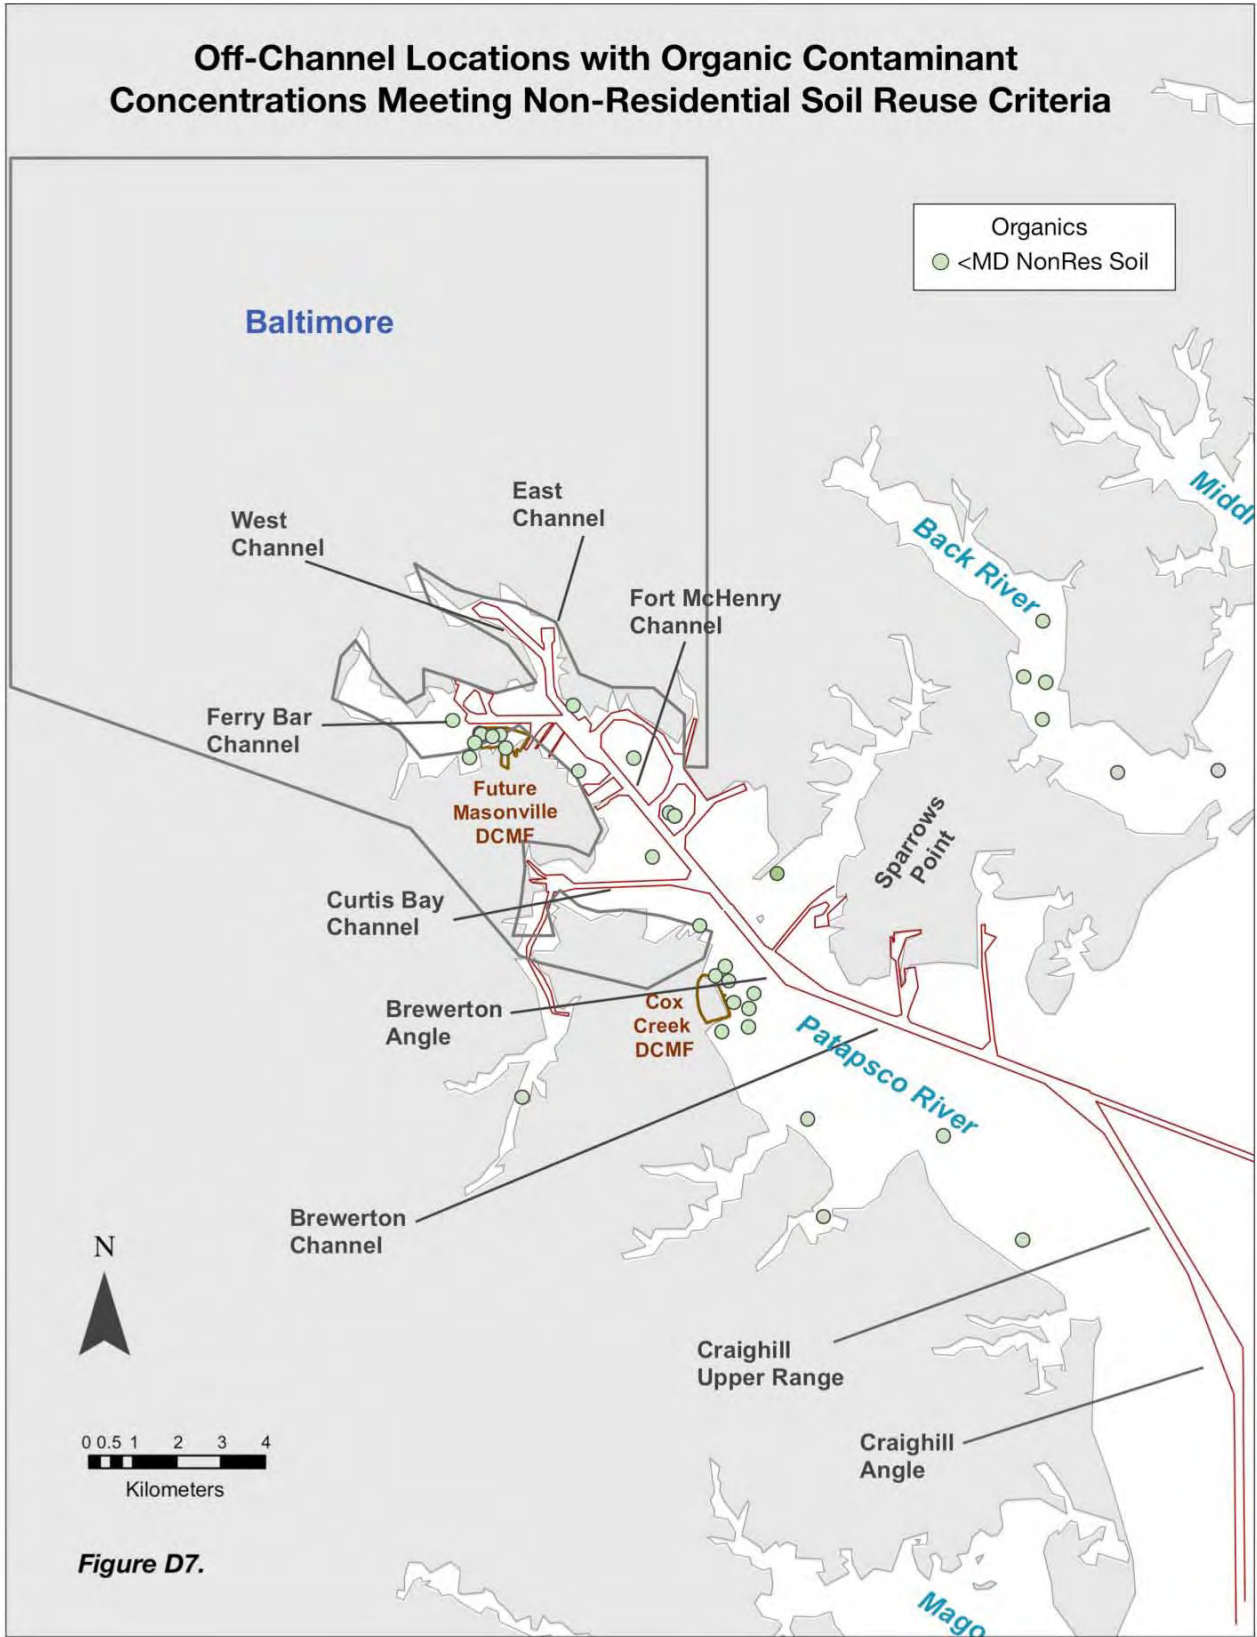 Off-Channel Locations with Organic Contaminant
Concentrations Meeting Non-Residential Soil Reuse Criteria
Organics
<MD NonRes Soil
Baltimore
Middl
East
Channel
West
Channel
Back River
Fort McHenry
Channel
Ferry Bar
Channel
Future
Masonville
DCMF
Sparrows
Point
Curtis Bay
Channel
Brewerton
Angle
Cox
Creek
DCMF
Patapsco River
Brewerton
Channel
N
Craighill
Upper Range
Craighill
Angle
0 0.5 1 2 3 4
Kilometers
Figure D7.
Mago